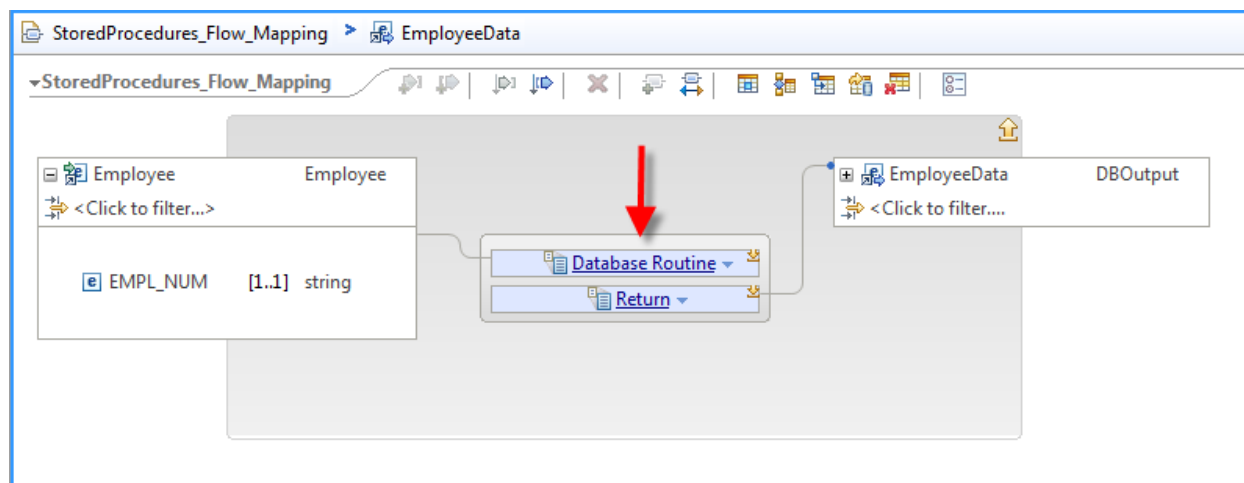 StoredProcedures_Flow_Mapping > EmployeeData
StoredProcedures_Flow_Mapping
Employee Employee
<Click to filter...>
EMPL_NUM [1..1] string
Database Routine
Return
EmployeeData DBOutput
<Click to filter....